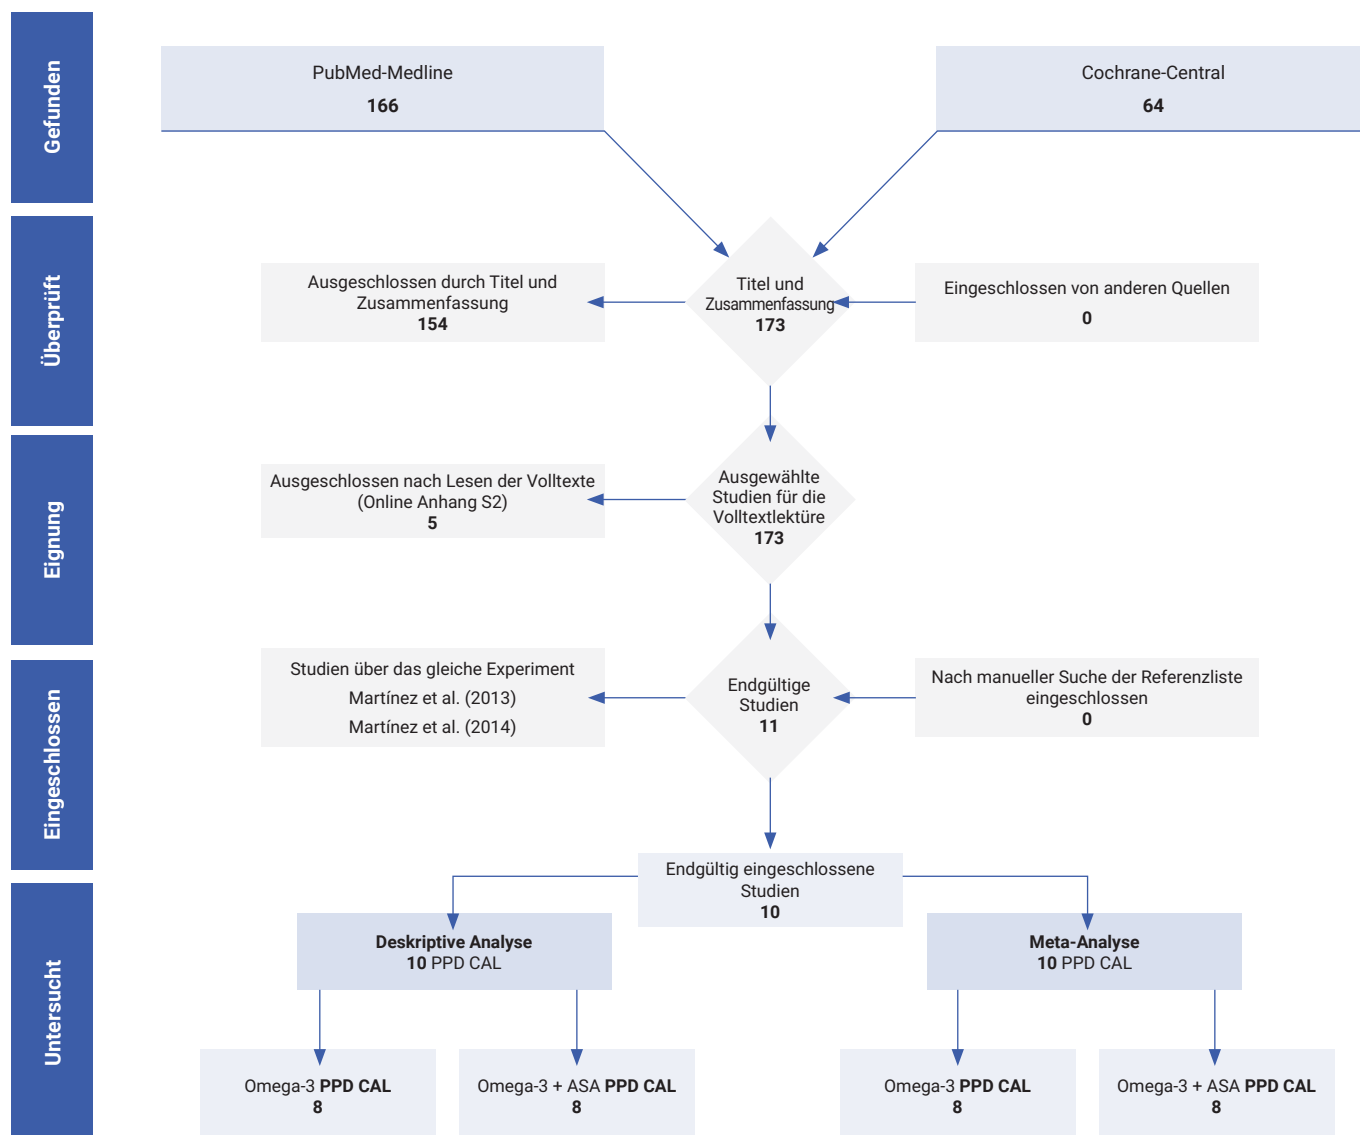 Gefunden
PubMed-Medline
166
Cochrane-Central
64
Überprüft
Ausgeschlossen durch Titel und
Zusammenfassung
154
Titel und
Zusammenfassung
173
Eingeschlossen von anderen Quellen
0
Eignung
Ausgeschlossen nach Lesen der Volltexte
(Online Anhang S2)
5
Ausgewählte
Studien für die
Volltextlektüre
173
Eingeschlossen
Studien über das gleiche Experiment
Martínez et al. (2013)
Martínez et al. (2014)
Endgültige
Studien
11
Nach manueller Suche der Referenzliste
eingeschlossen
0
Endgültig eingeschlossene
Studien
10
Untersucht
Deskriptive Analyse
10 PPD CAL
Meta-Analyse
10 PPD CAL
Omega-3 PPD CAL
8
Omega-3 + ASA PPD CAL
8
Omega-3 PPD CAL
8
Omega-3 + ASA PPD CAL
8